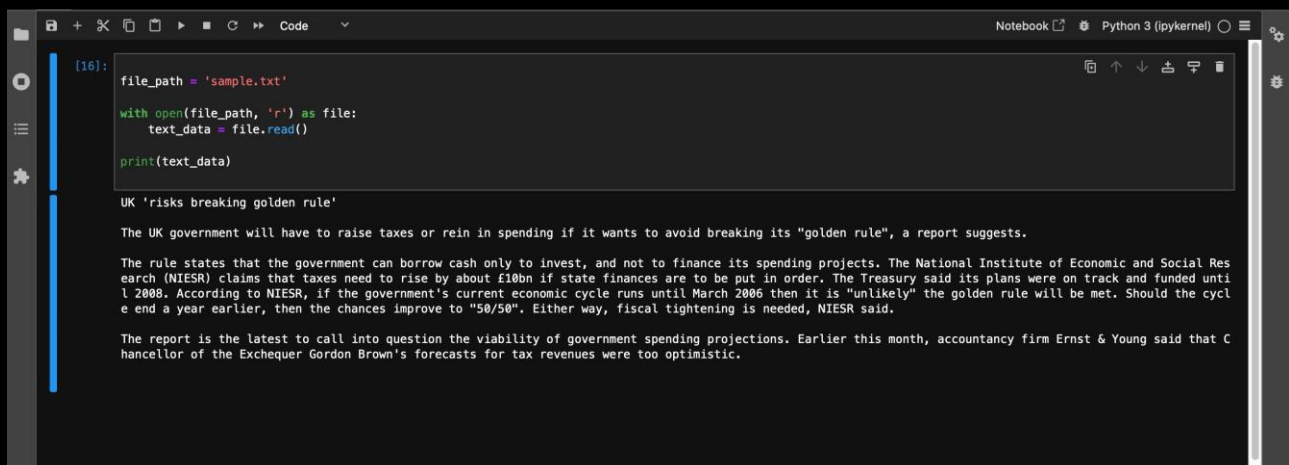 Code
Notebook
Python 3 (ipykernel)
[16]:
file_path = 'sample.txt'
with open(file_path, 'r') as file:
    text_data = file.read()
print(text_data)
UK 'risks breaking golden rule'
The UK government will have to raise taxes or rein in spending if it wants to avoid breaking its "golden rule", a report suggests.
The rule states that the government can borrow cash only to invest, and not to finance its spending projects. The National Institute of Economic and Social Res
earch (NIESR) claims that taxes need to rise by about £10bn if state finances are to be put in order. The Treasury said its plans were on track and funded unti
l 2008. According to NIESR, if the government's current economic cycle runs until March 2006 then it is "unlikely" the golden rule will be met. Should the cycl
e end a year earlier, then the chances improve to "50/50". Either way, fiscal tightening is needed, NIESR said.
The report is the latest to call into question the viability of government spending projections. Earlier this month, accountancy firm Ernst & Young said that C
hancellor of the Exchequer Gordon Brown's forecasts for tax revenues were too optimistic.